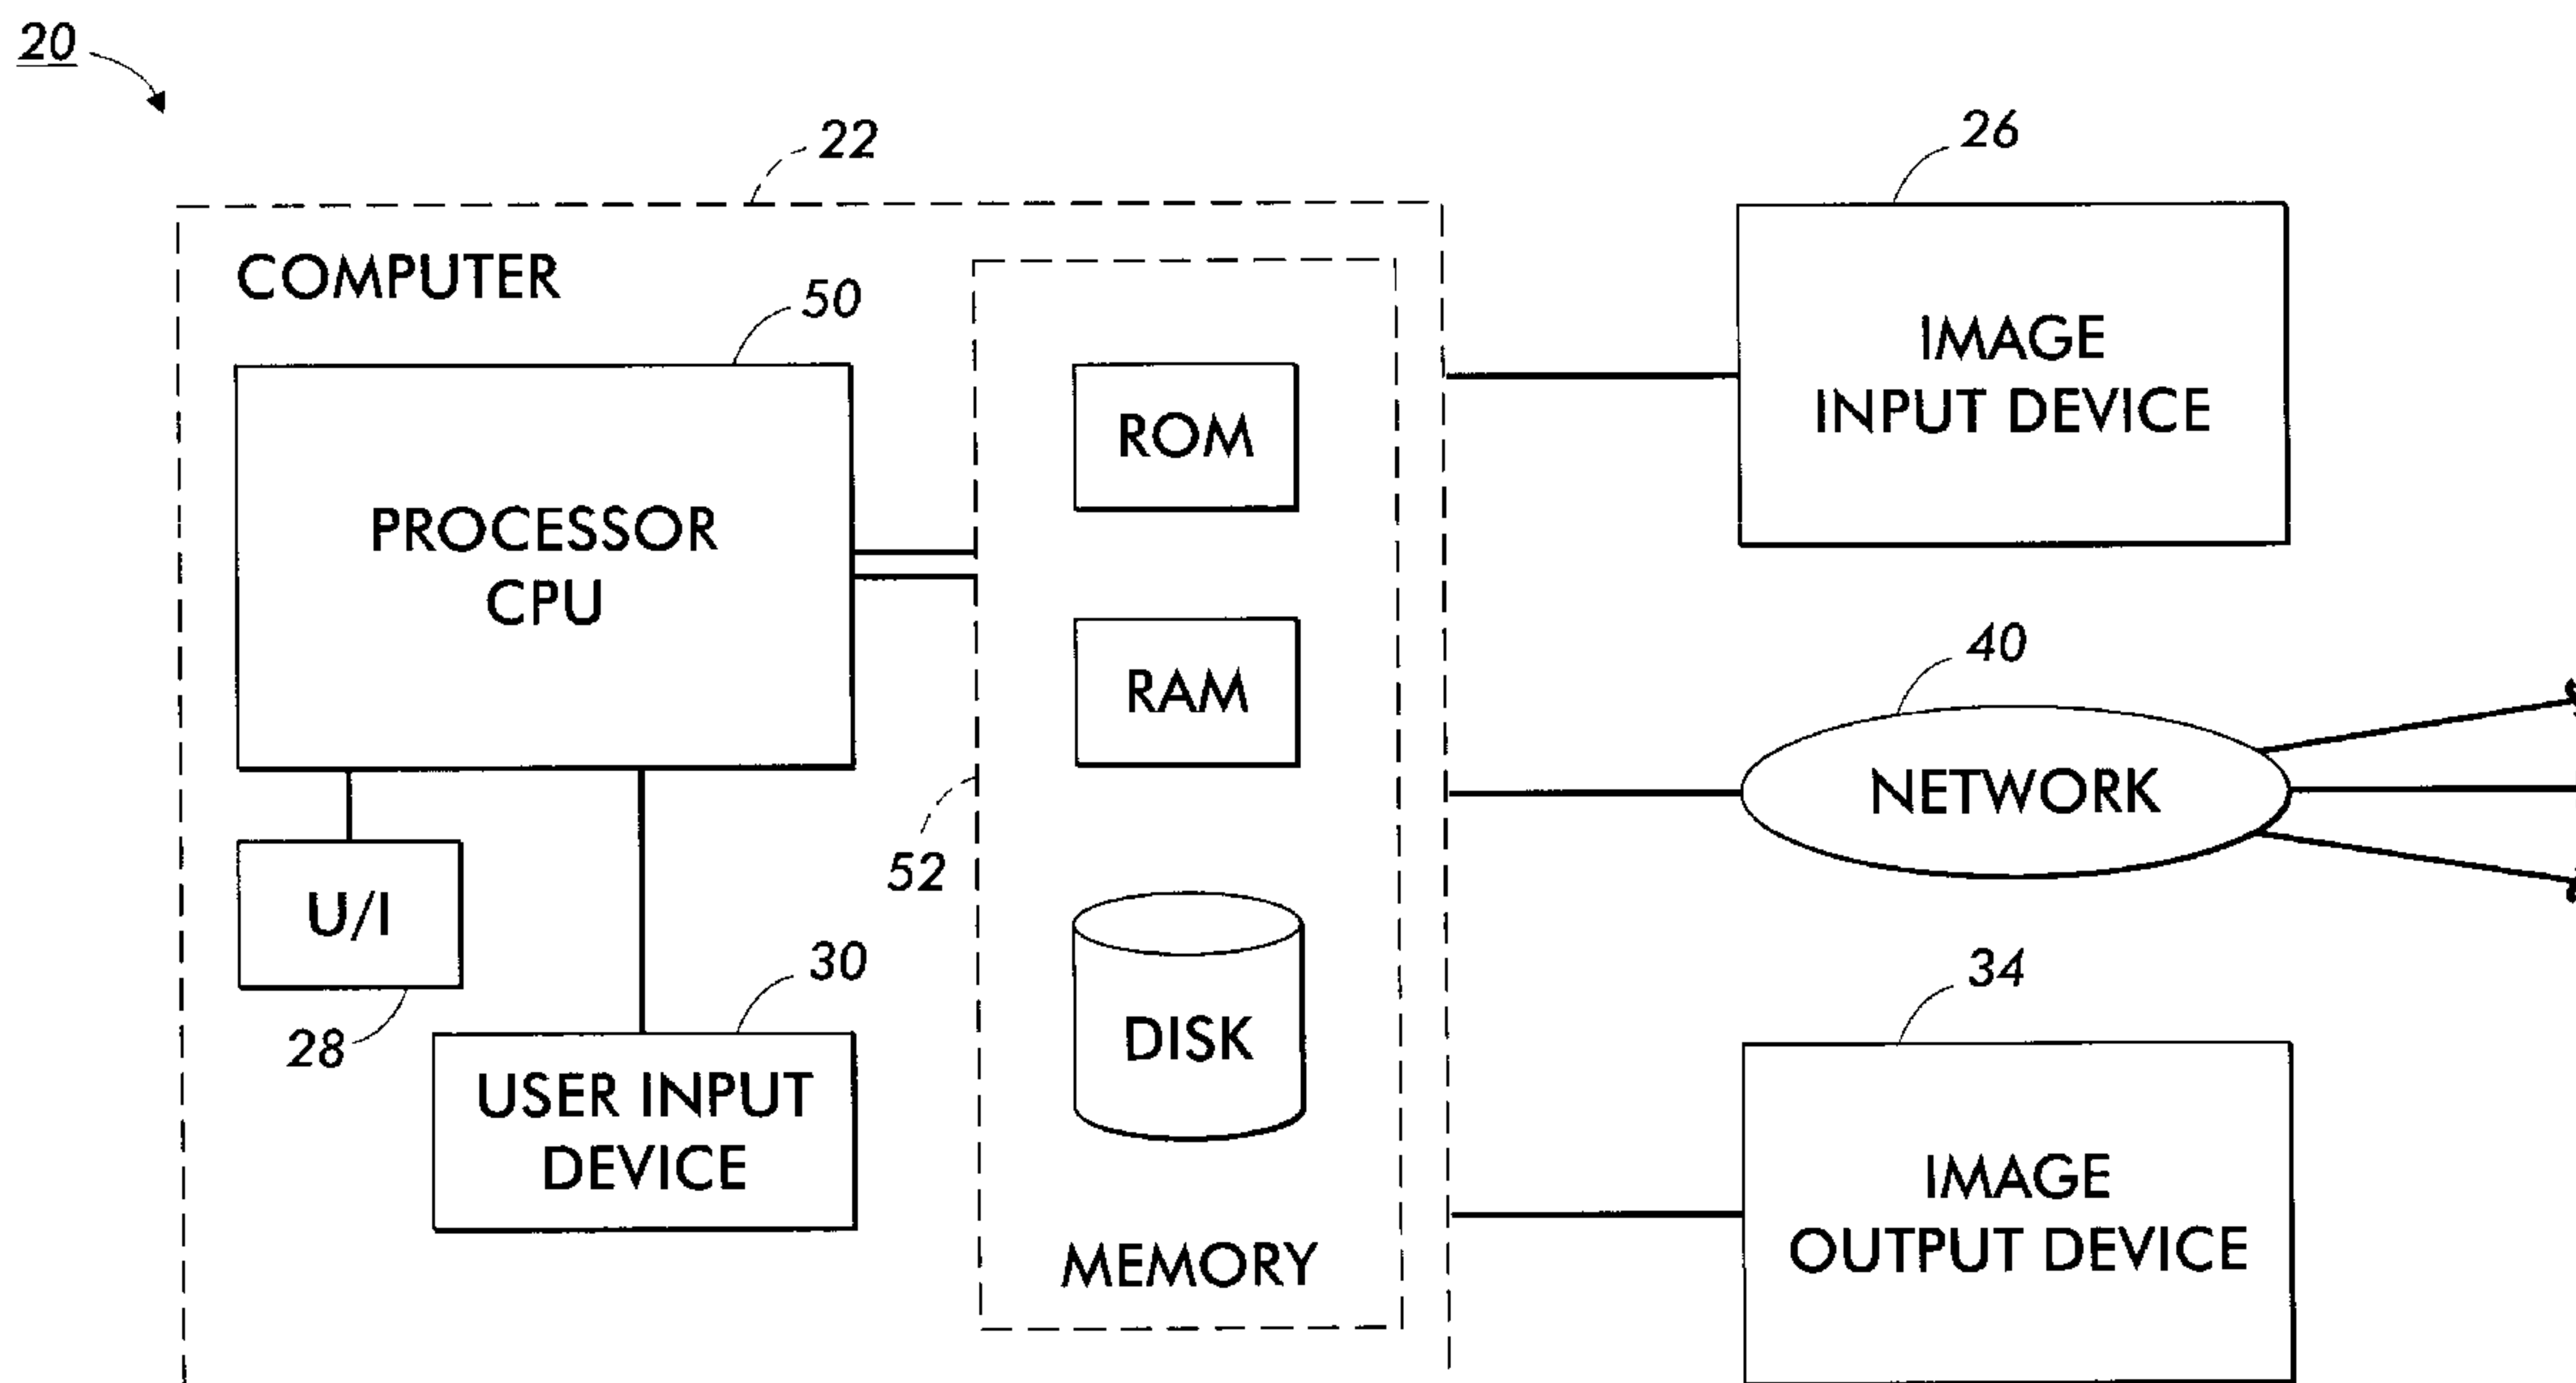 20
22
26
COMPUTER
50
PROCESSOR
CPU
ROM
RAM
DISK
MEMORY
52
U/I
28
30
USER INPUT
DEVICE
IMAGE
INPUT DEVICE
40
NETWORK
34
IMAGE
OUTPUT DEVICE